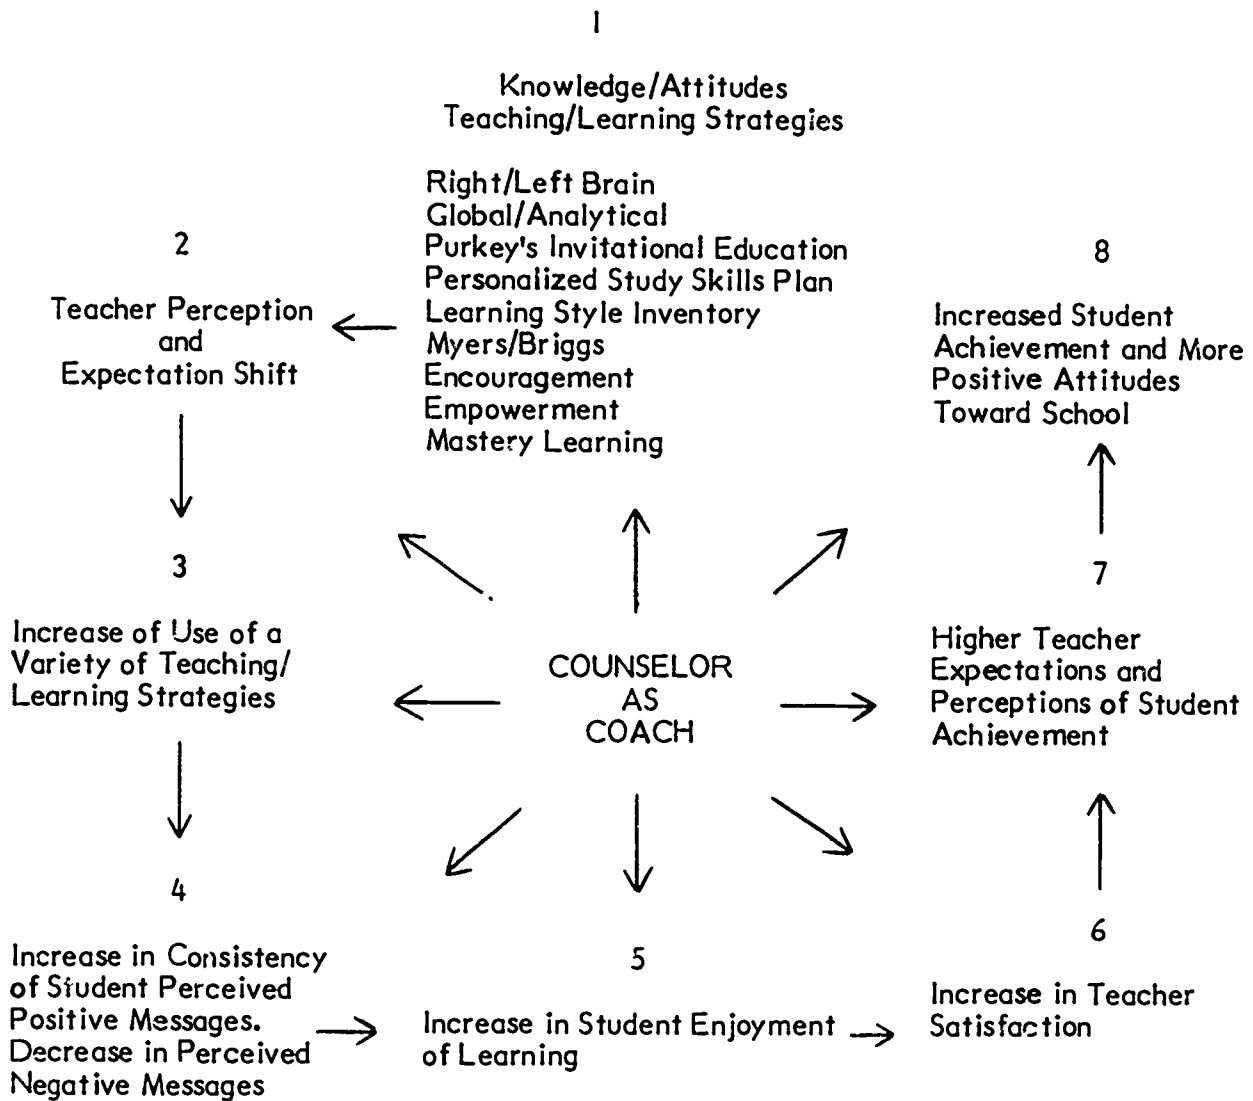 1
Knowledge/Attitudes
Teaching/Learning Strategies
Right/Left Brain
Global/Analytical
Purkey's Invitational Education
Personalized Study Skills Plan
Learning Style Inventory
Myers/Briggs
Encouragement
Empowerment
Mastery Learning
2
Teacher Perception
and
Expectation Shift
3
Increase of Use of a
Variety of Teaching/
Learning Strategies
4
Increase in Consistency
of Student Perceived
Positive Messages.
Decrease in Perceived
Negative Messages
5
Increase in Student Enjoyment
of Learning
6
Increase in Teacher
Satisfaction
7
Higher Teacher
Expectations and
Perceptions of Student
Achievement
8
Increased Student
Achievement and More
Positive Attitudes
Toward School
COUNSELOR
AS
COACH